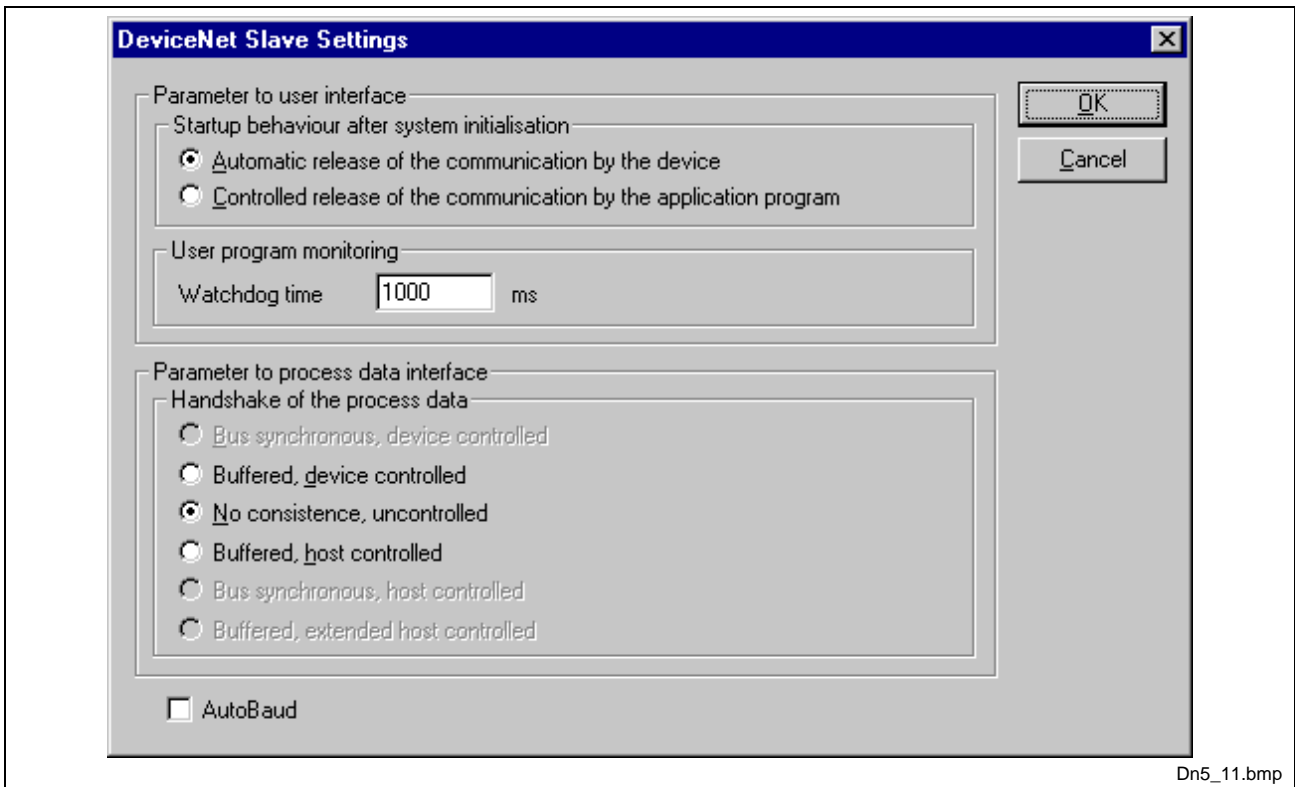 DeviceNet Slave Settings
Parameter to user interface
OK
Startup behaviour after system initialisation
Automatic release of the communication by the device
Cancel
Controlled release of the communication by the application program
User program monitoring
Watchdog time 1000 ms
Parameter to process data interface
Handshake of the process data
Bus synchronous, device controlled
Buffered, device controlled
No consistence, uncontrolled
Buffered, host controlled
Bus synchronous, host controlled
Buffered, extended host controlled
AutoBaud
Dn5_11.bmp